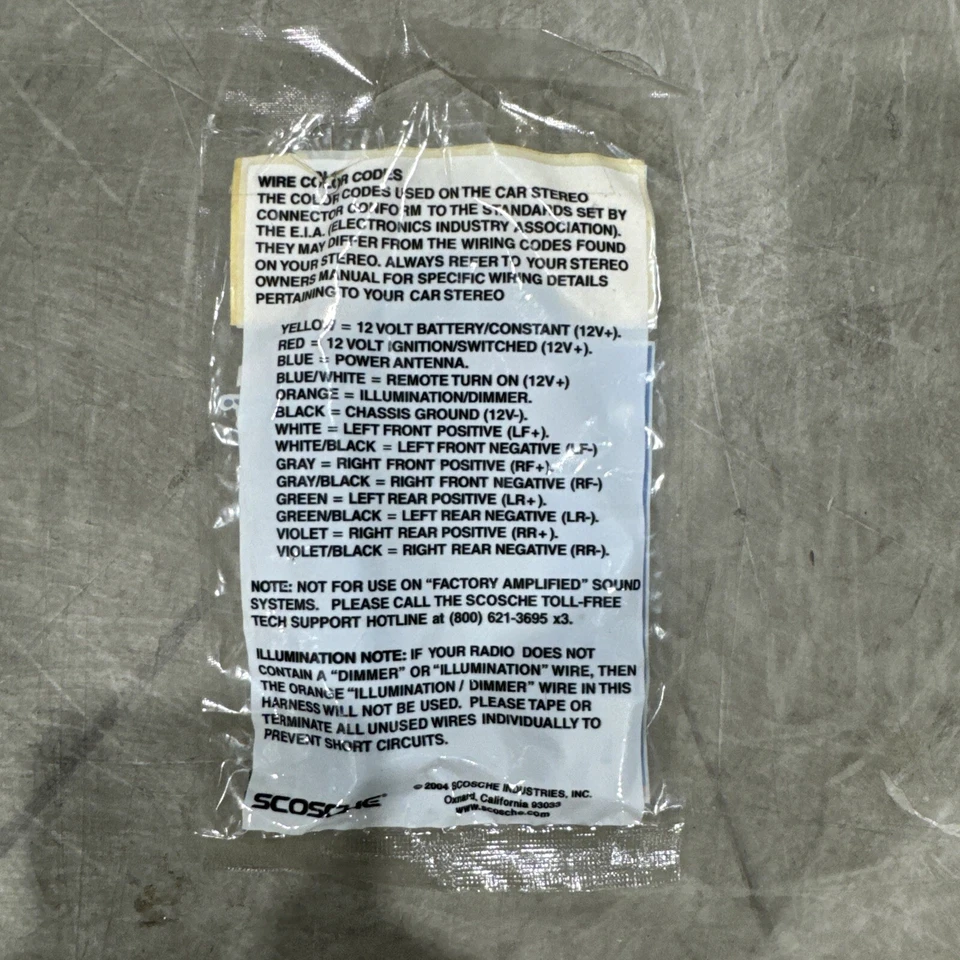 WIRE COLOR CODES
THE COLOR CODES USED ON THE CAR STEREO
CONNECTOR CONFORM TO THE STANDARDS SET BY
THE E.I.A. (ELECTRONICS INDUSTRY ASSOCIATION).
THEY MAY DIFFER FROM THE WIRING CODES FOUND
ON YOUR STEREO. ALWAYS REFER TO YOUR STEREO
OWNERS MANUAL FOR SPECIFIC WIRING DETAILS
PERTAINING TO YOUR CAR STEREO
YELLOW = 12 VOLT BATTERY/CONSTANT (12V+).
RED = 12 VOLT IGNITION/SWITCHED (12V+).
BLUE = POWER ANTENNA.
BLUE/WHITE = REMOTE TURN ON (12V+)
ORANGE = ILLUMINATION/DIMMER.
BLACK = CHASSIS GROUND (12V-).
WHITE = LEFT FRONT POSITIVE (LF+).
WHITE/BLACK = LEFT FRONT NEGATIVE (LF-)
GRAY = RIGHT FRONT POSITIVE (RF+).
GRAY/BLACK = RIGHT FRONT NEGATIVE (RF-)
GREEN = LEFT REAR POSITIVE (LR+).
GREEN/BLACK = LEFT REAR NEGATIVE (LR-).
VIOLET = RIGHT REAR POSITIVE (RR+).
VIOLET/BLACK = RIGHT REAR NEGATIVE (RR-).
NOTE: NOT FOR USE ON "FACTORY AMPLIFIED" SOUND
SYSTEMS. PLEASE CALL THE SCOSCHE TOLL-FREE
TECH SUPPORT HOTLINE at (800) 621-3695 x3.
ILLUMINATION NOTE: IF YOUR RADIO DOES NOT
CONTAIN A "DIMMER" OR "ILLUMINATION" WIRE, THEN
THE ORANGE "ILLUMINATION / DIMMER" WIRE IN THIS
HARNESS WILL NOT BE USED. PLEASE TAPE OR
TERMINATE ALL UNUSED WIRES INDIVIDUALLY TO
PREVENT SHORT CIRCUITS.
SCOSCHE®
© 2004 SCOSCHE INDUSTRIES, INC.
Oxnard, California 93033
www.scosche.com